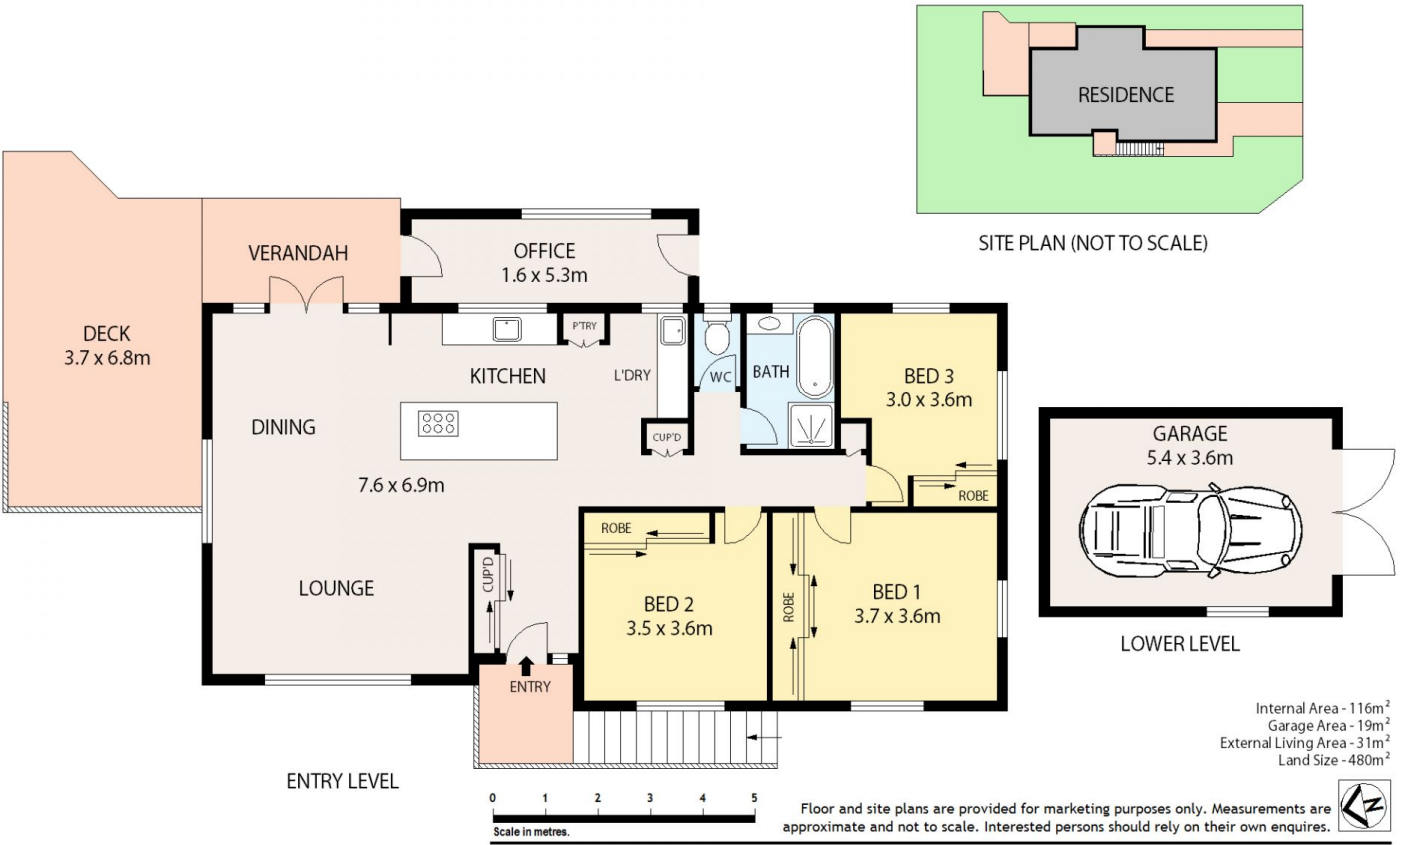 RESIDENCE
SITE PLAN (NOT TO SCALE)
VERANDAH
OFFICE
1.6 x 5.3m
DECK
3.7 x 6.8m
P'TRY
KITCHEN
L'DRY
WC
BATH
BED 3
3.0 x 3.6m
DINING
CUP'D
7.6 x 6.9m
ROBE
GARAGE
5.4 x 3.6m
ROBE
LOUNGE
CUP'D
BED 2
3.5 x 3.6m
ROBE
BED 1
3.7 x 3.6m
LOWER LEVEL
ENTRY
ENTRY LEVEL
Internal Area - 116m²
Garage Area - 19m²
External Living Area - 31m²
Land Size - 480m²
0 1 2 3 4 5
Scale in metres.
Floor and site plans are provided for marketing purposes only. Measurements are
approximate and not to scale. Interested persons should rely on their own enquires.
N